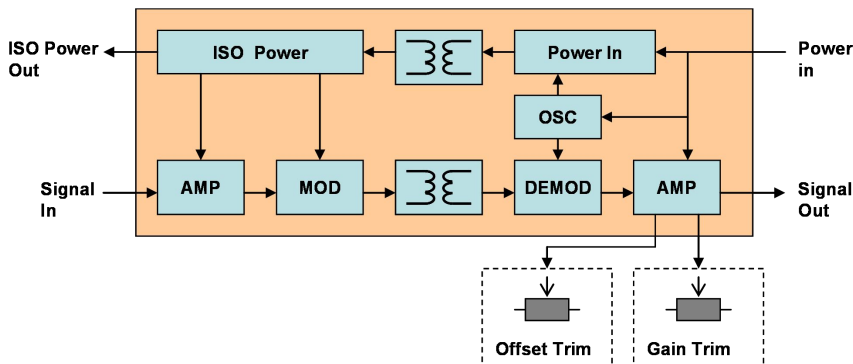 ISO Power
Out
ISO Power
Power In
Power
in
OSC
Signal
In
AMP
MOD
DEMOD
AMP
Signal
Out
Offset Trim
Gain Trim